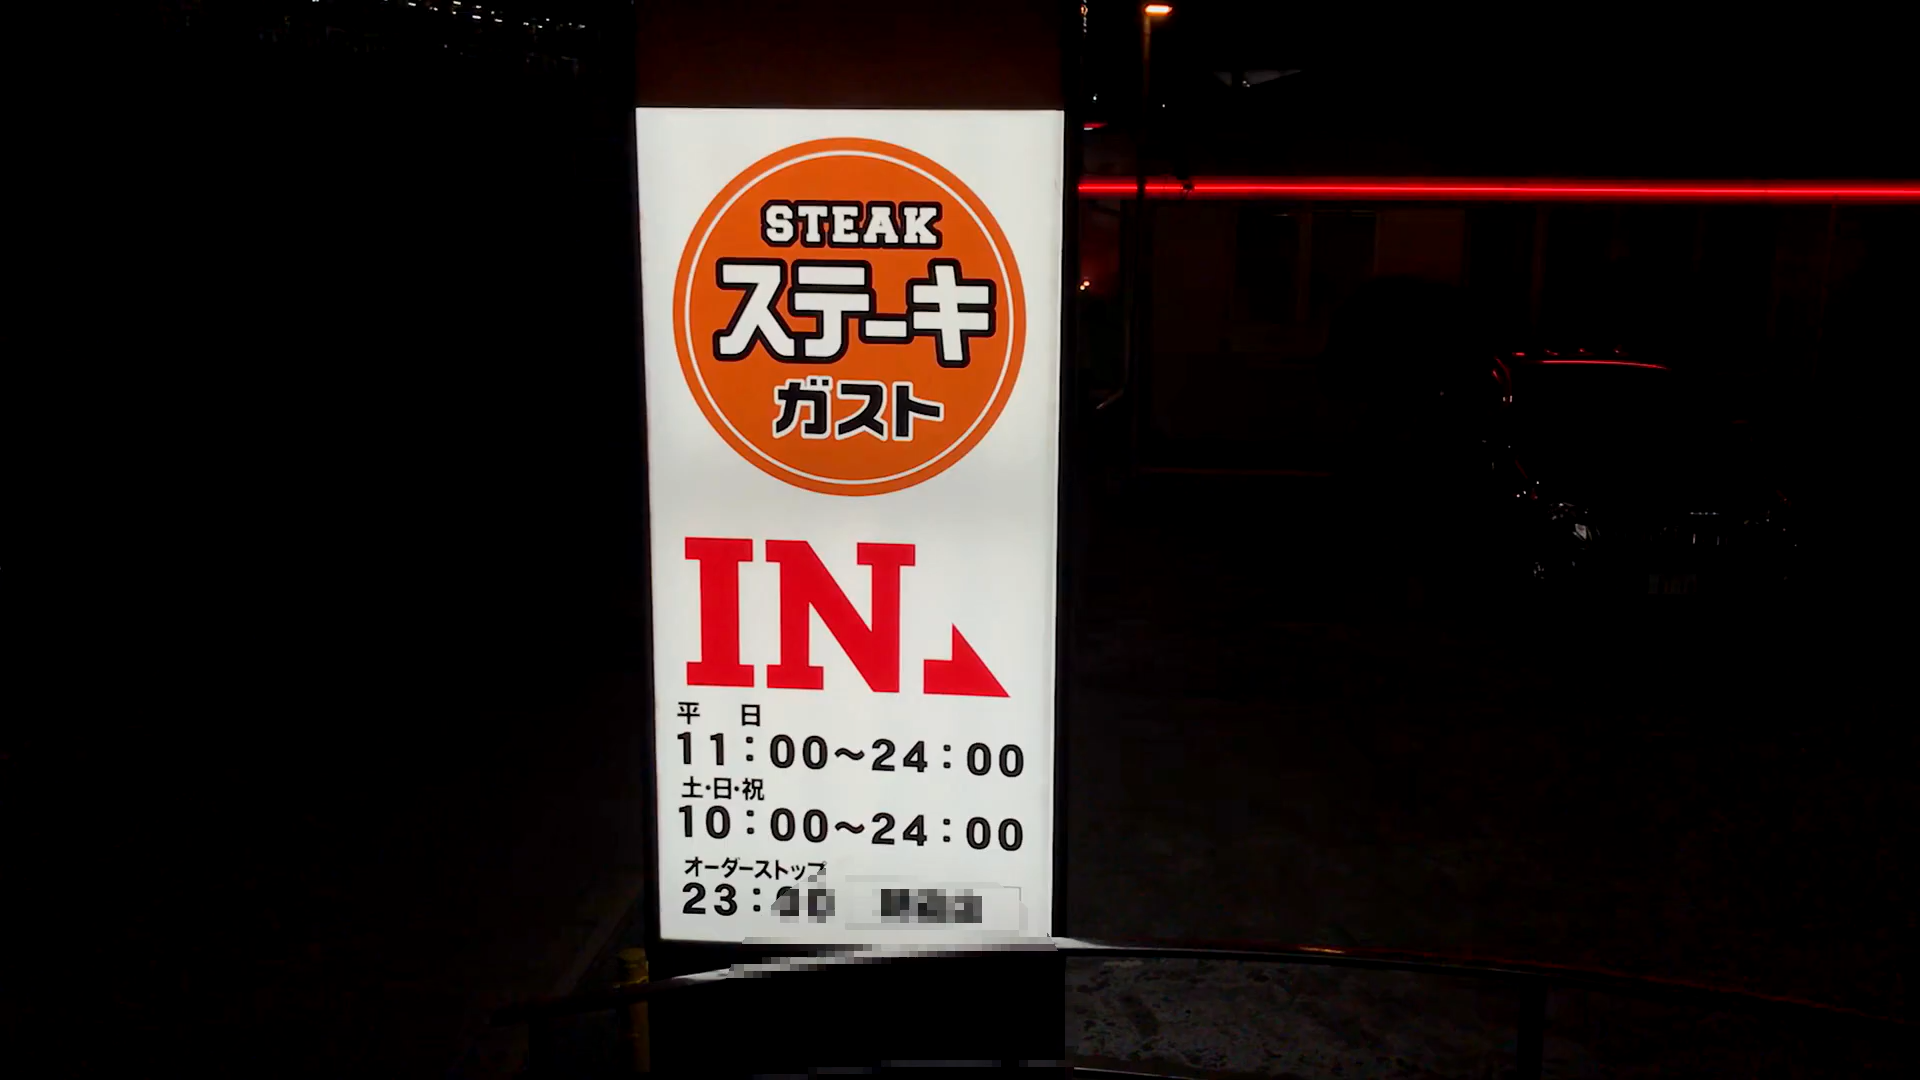 STEAK
ステーキ
ガスト
IN
平 日
11:00~24:00
土・日・祝
10:00~24:00
オーダーストップ